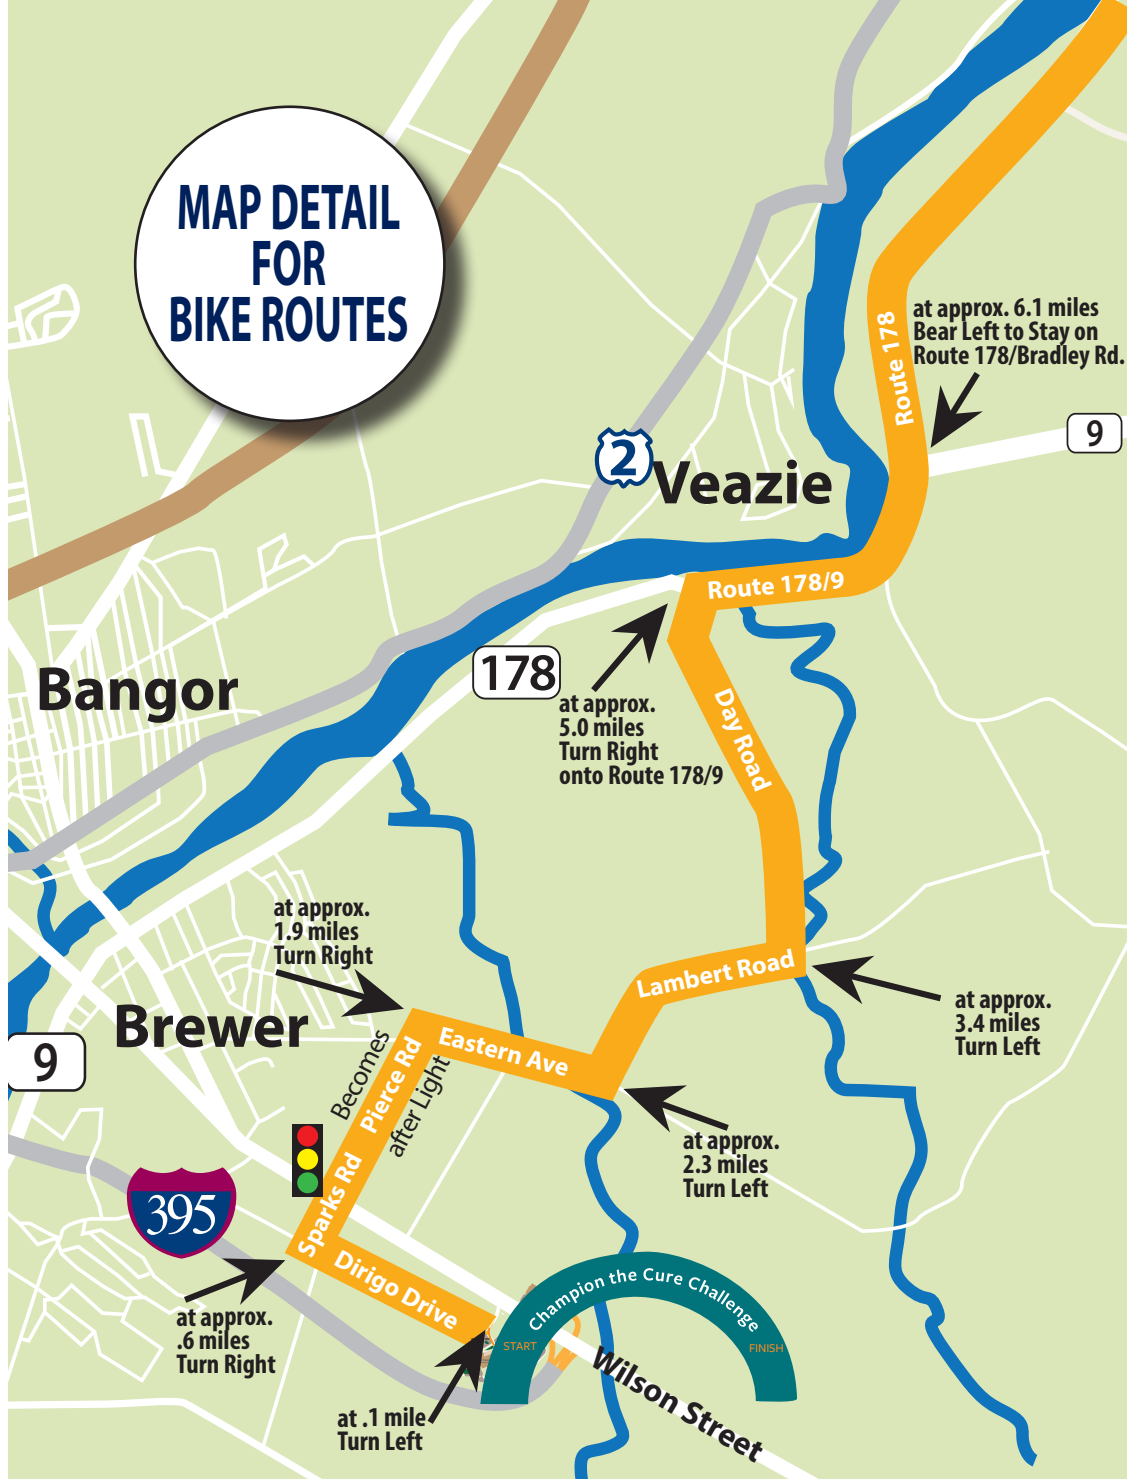 MAP DETAIL
FOR
BIKE ROUTES
at approx. 6.1 miles
Bear Left to Stay on
Route 178/Bradley Rd.
Route 178
9
2
Veazie
Route 178/9
178
Bangor
at approx.
5.0 miles
Turn Right
onto Route 178/9
Day Road
at approx.
1.9 miles
Turn Right
Lambert Road
at approx.
3.4 miles
Turn Left
Brewer
9
Eastern Ave
Becomes
Pierce Rd
after Light
at approx.
2.3 miles
Turn Left
Sparks Rd
395
Dirigo Drive
Champion the Cure Challenge
START
FINISH
at approx.
.6 miles
Turn Right
Wilson Street
at .1 mile
Turn Left